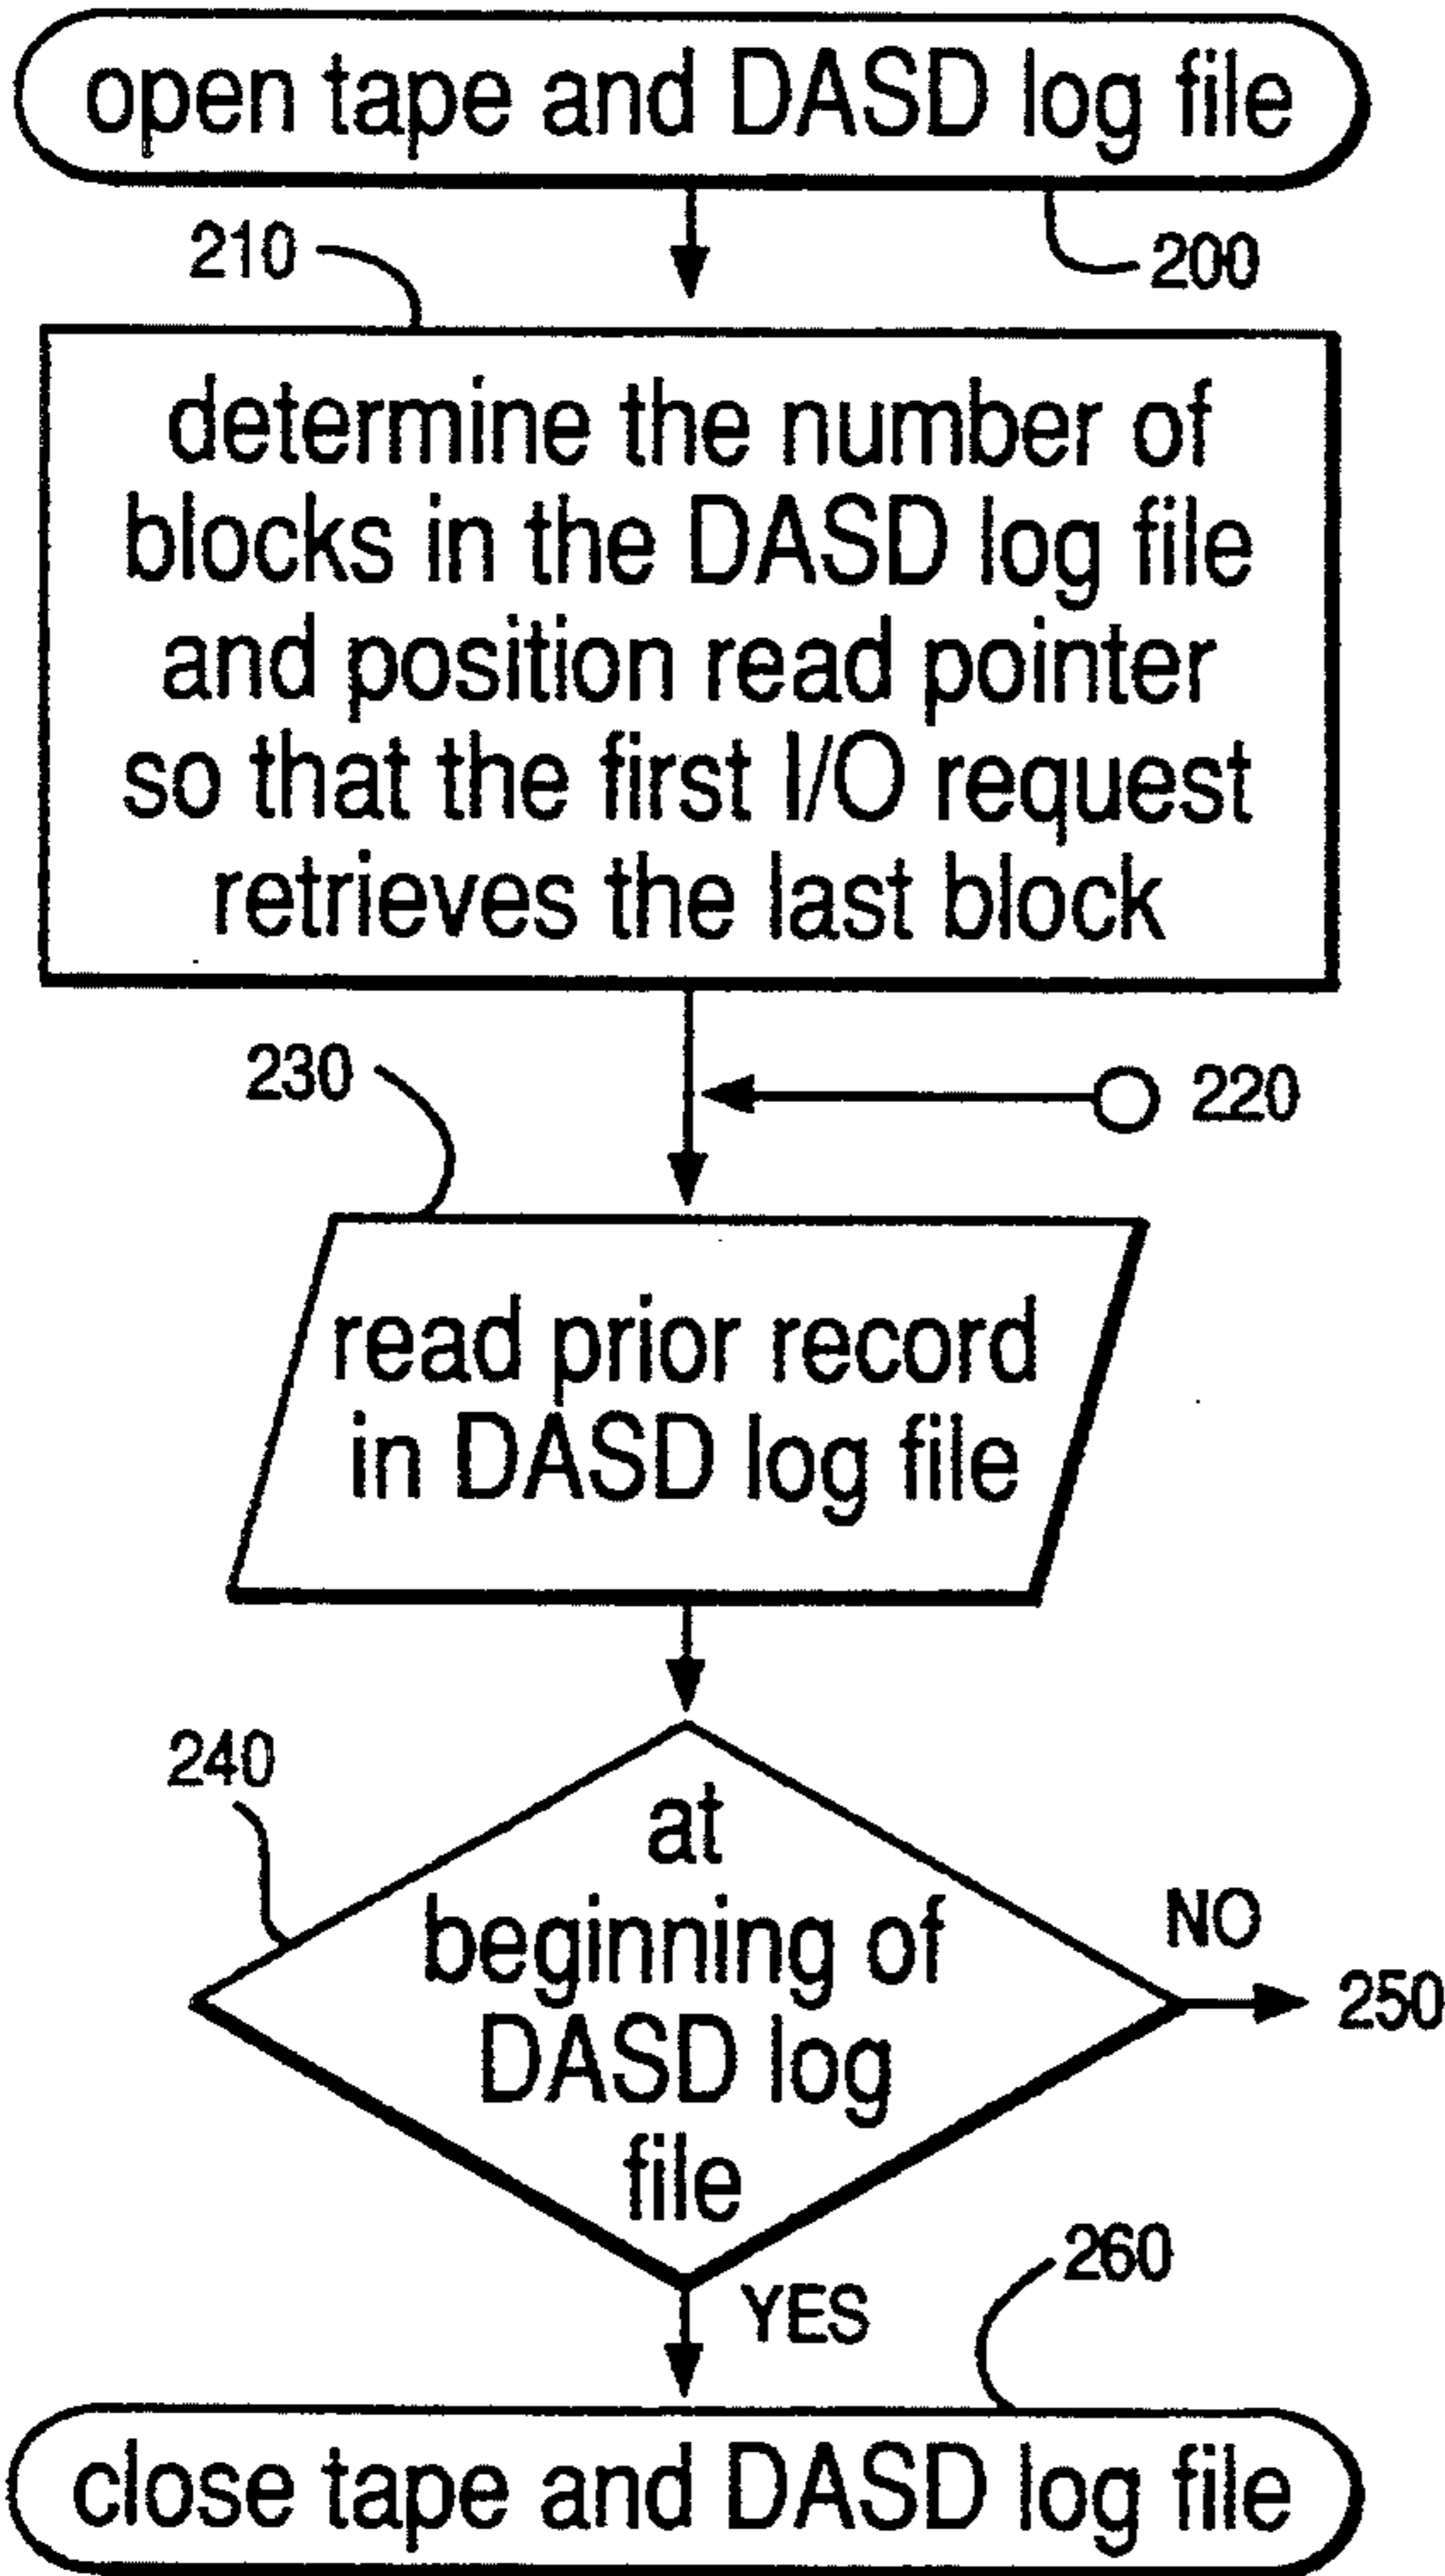 open tape and DASD log file
210
200
determine the number of
blocks in the DASD log file
and position read pointer
so that the first I/O request
retrieves the last block
230
220
read prior record
in DASD log file
240
at
beginning of
DASD log
file
NO
250
YES
260
close tape and DASD log file